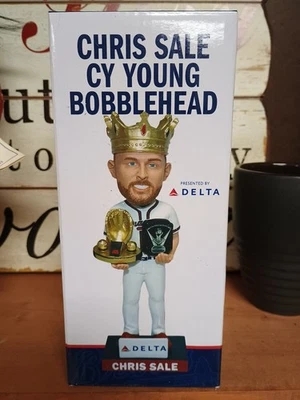 CHRIS SALE
CY YOUNG
BOBBLEHEAD
PRESENTED BY
DELTA
DELTA
CHRIS SALE